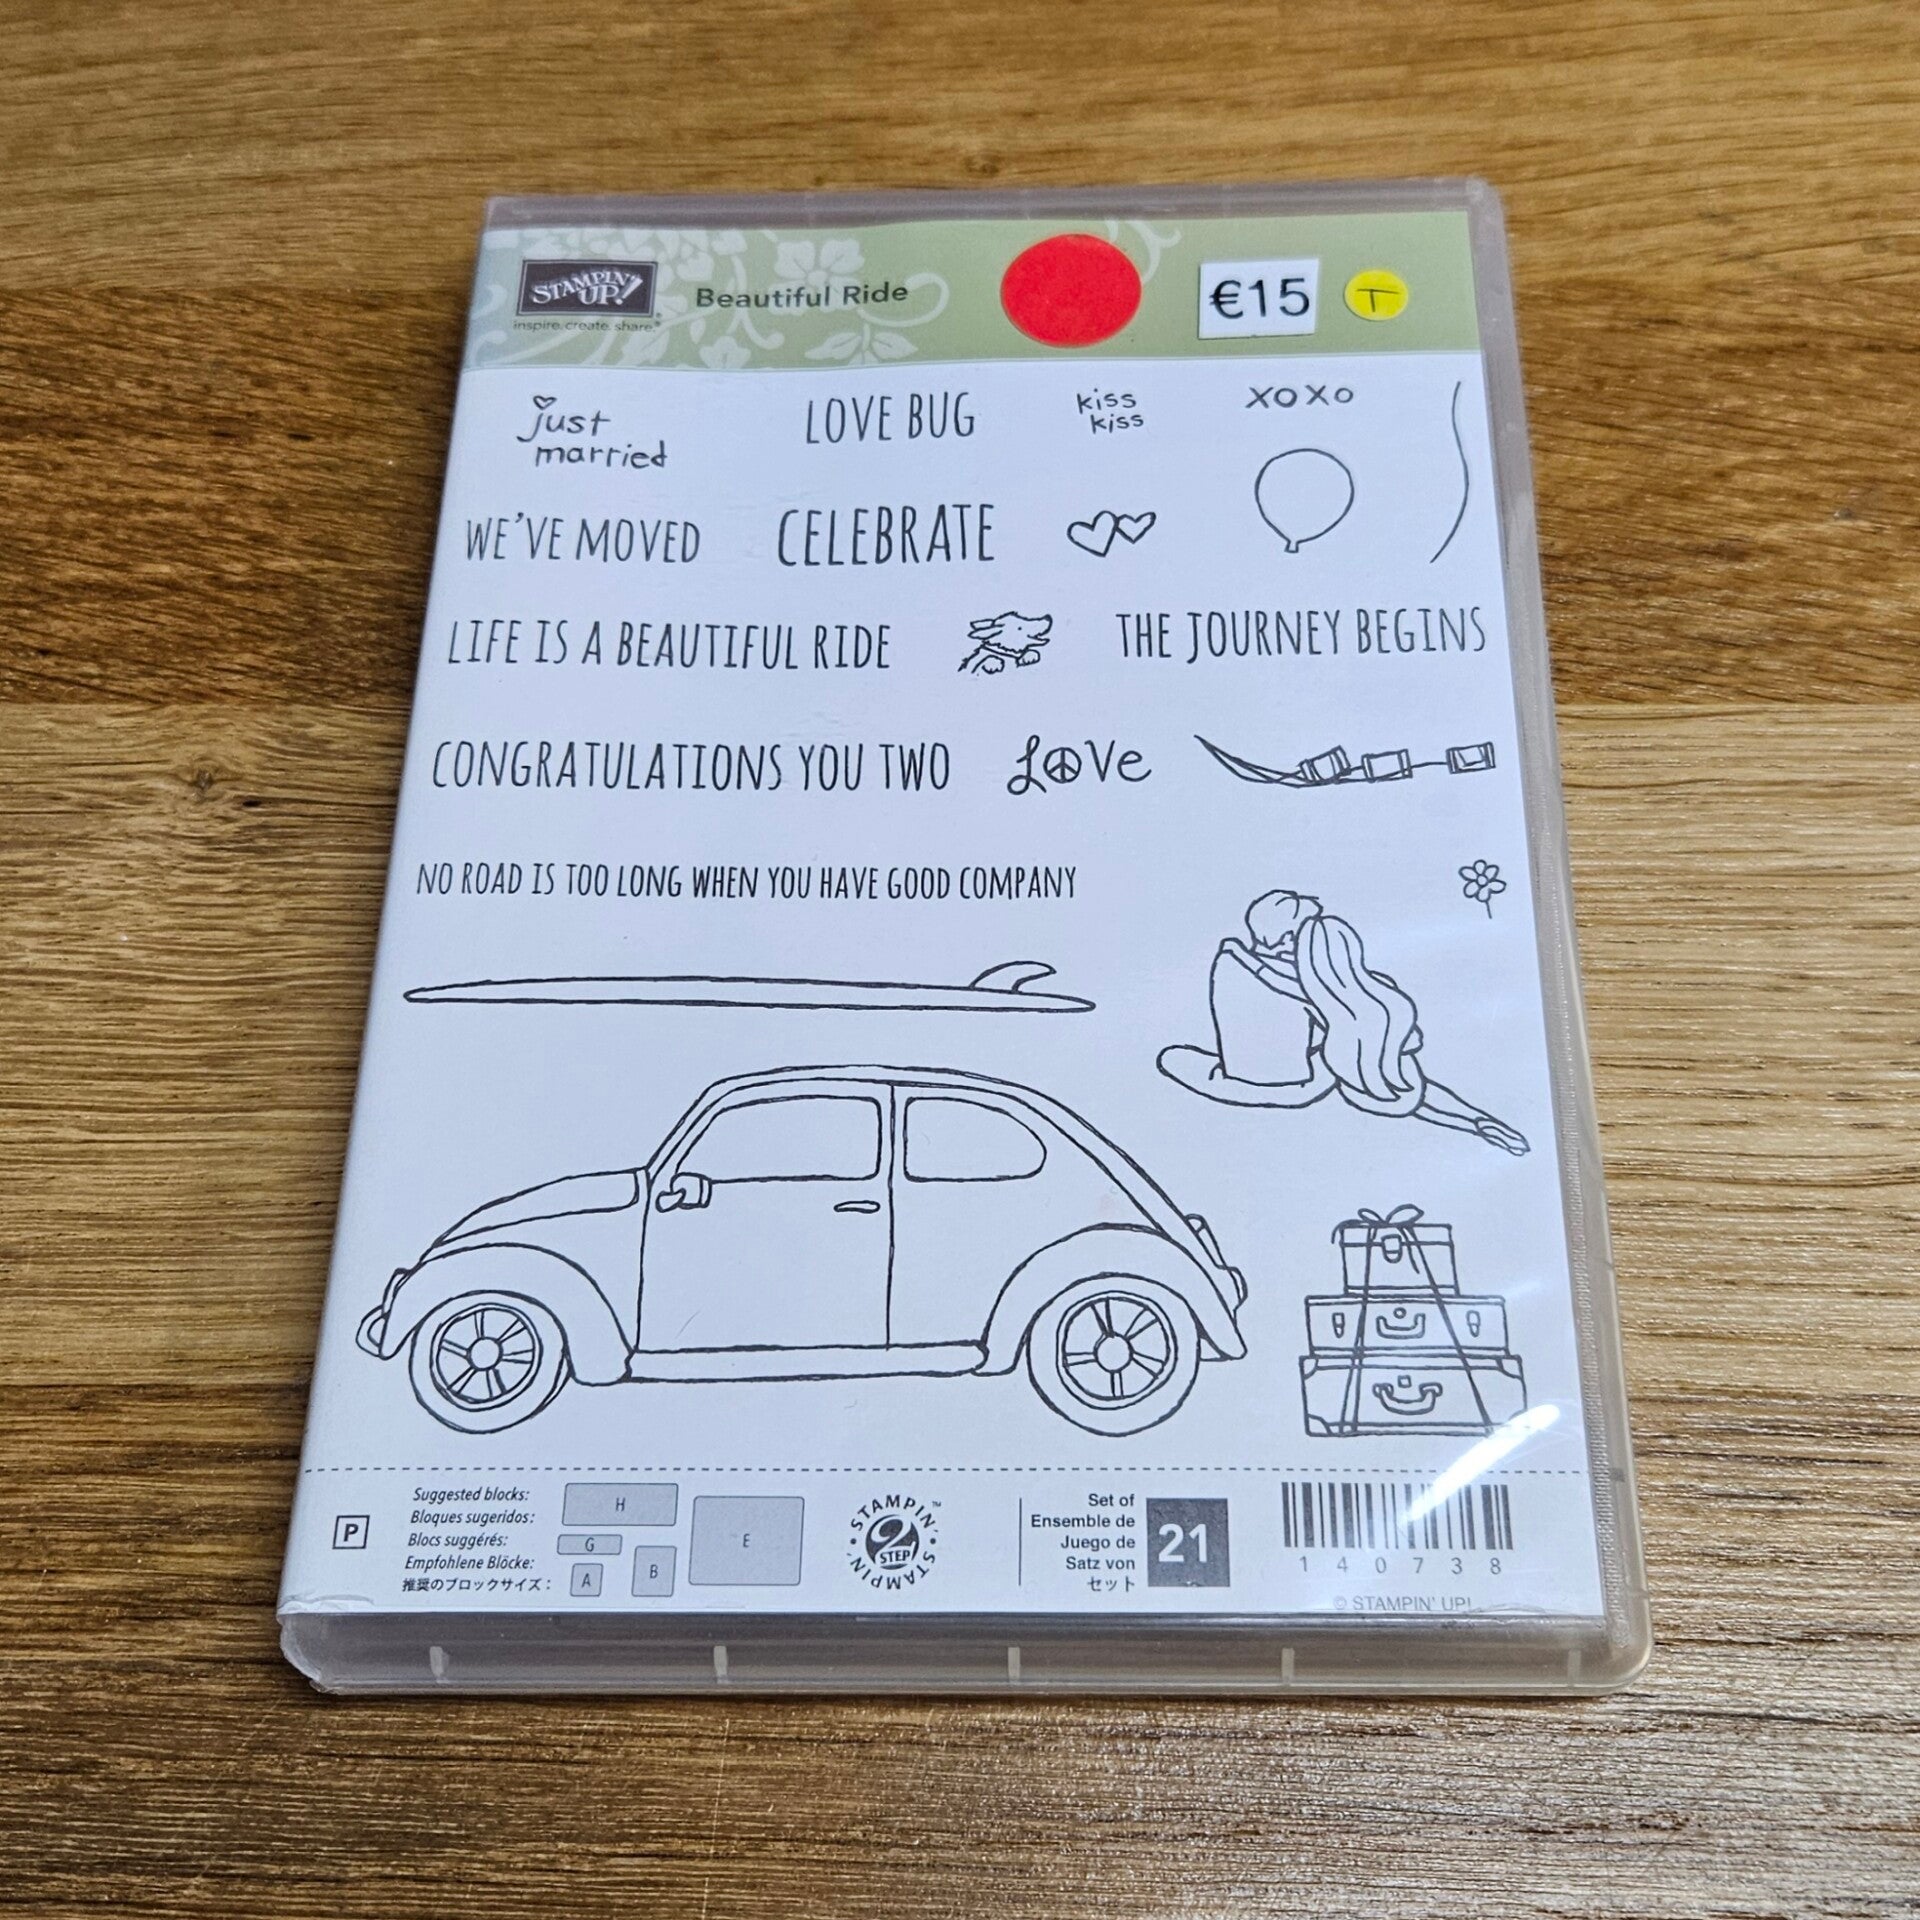 STAMPIN' UP!
inspire. create. share.
Beautiful Ride
€15
T
just married
LOVE BUG
kiss kiss
XOXO
WE'VE MOVED
CELEBRATE
LIFE IS A BEAUTIFUL RIDE
THE JOURNEY BEGINS
CONGRATULATIONS YOU TWO
LOVe
NO ROAD IS TOO LONG WHEN YOU HAVE GOOD COMPANY
P
Suggested blocks:
Bloques sugeridos:
Blocs suggérés:
Empfohlene Blöcke:
推奨のブロックサイズ:
H
G
A
B
E
STAMPIN' 2 STEP STAMPIN'™
Set of
Ensemble de
Juego de
Satz von
セット
21
140738
© STAMPIN' UP!